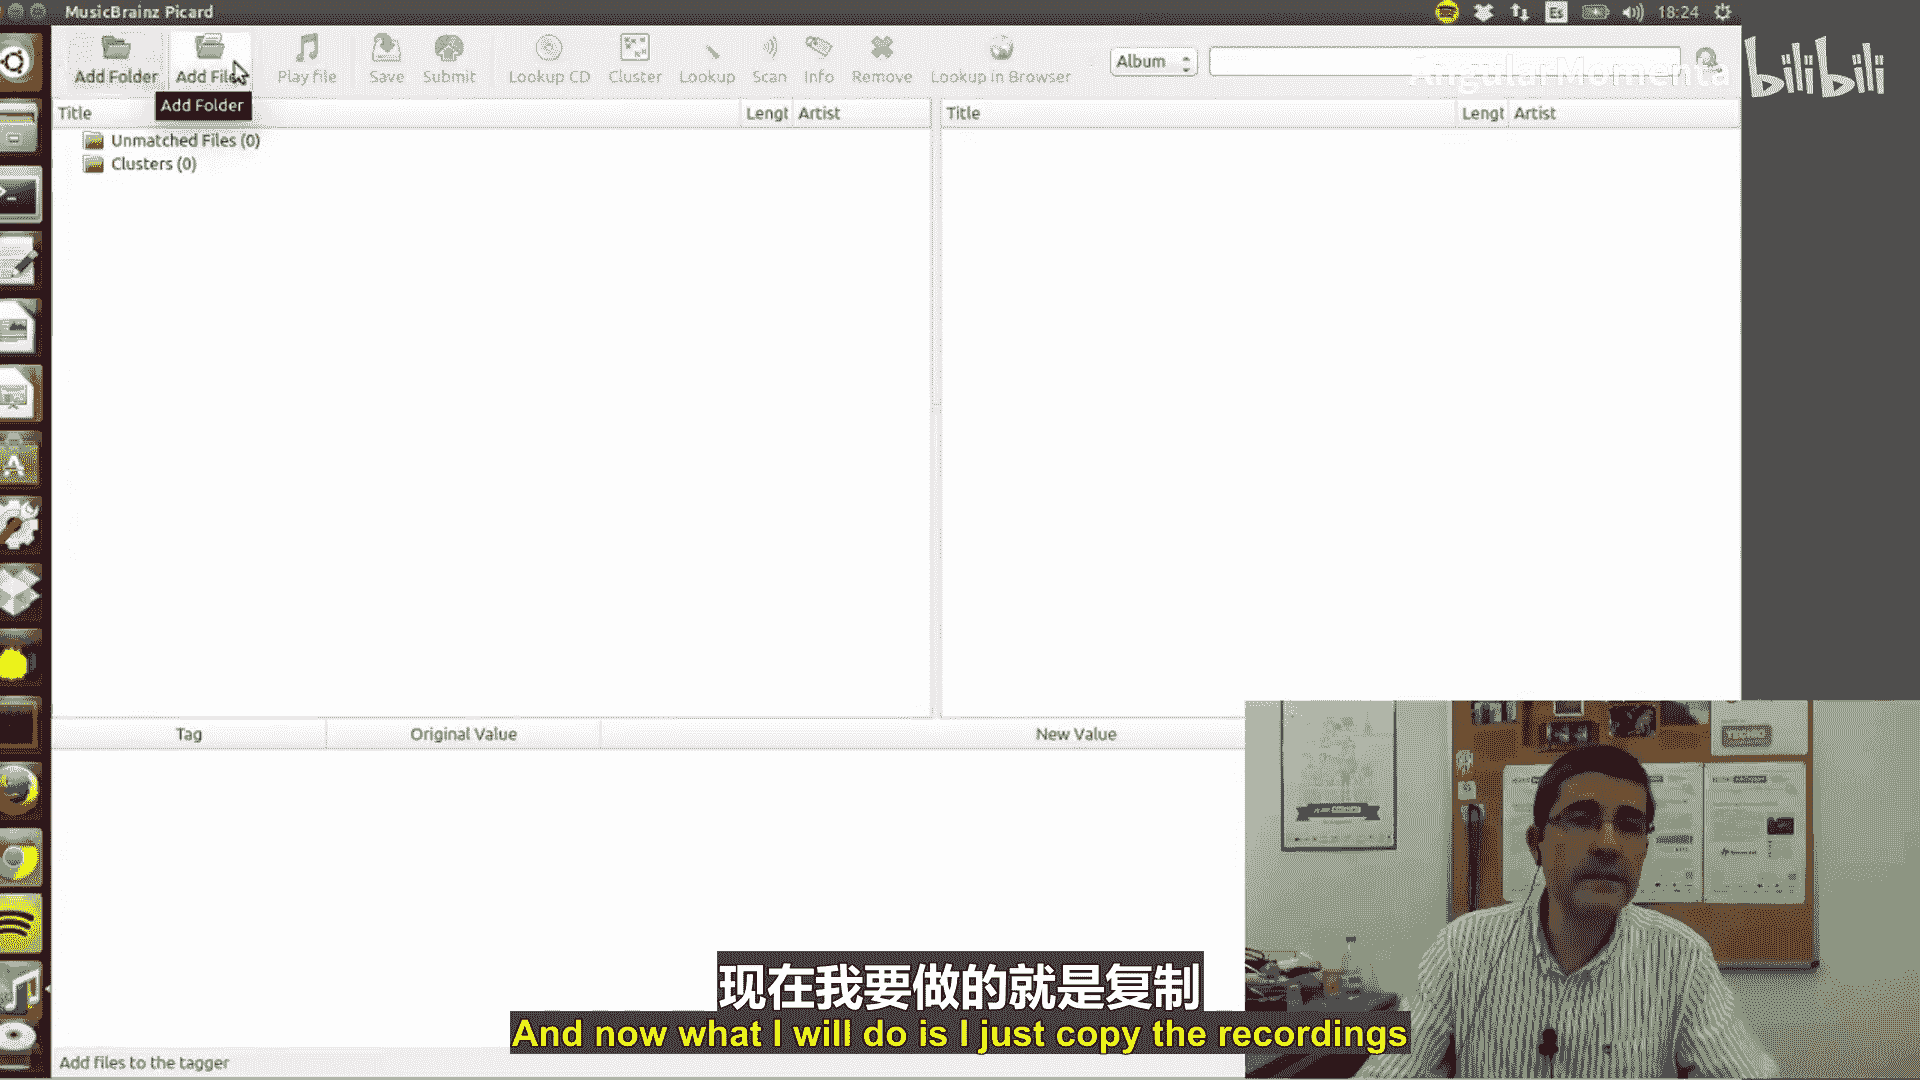 MusicBrainz Picard
Es
18:24
Add Folder
Add Files
Play file
Save
Submit
Lookup CD
Cluster
Lookup
Scan
Info
Remove
Lookup in Browser
Album
AngularMomenta
bilibili
Add Folder
Title
Lengt
Artist
Title
Lengt
Artist
Unmatched Files (0)
Clusters (0)
Tag
Original Value
New Value
TECNIO
现在我要做的就是复制
And now what I will do is I just copy the recordings
Add files to the tagger